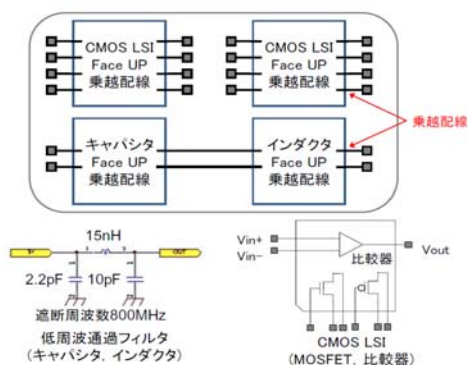 CMOS LSI
Face UP
乗越配線
CMOS LSI
Face UP
乗越配線
乗越配線
キャパシタ
Face UP
乗越配線
インダクタ
Face UP
乗越配線
15nH
OUT
2.2pF
10pF
遮断周波数800MHz
低周波通過フィルタ
(キャパシタ, インダクタ)
Vin+
Vin-
Vout
比較器
CMOS LSI
(MOSFET, 比較器)